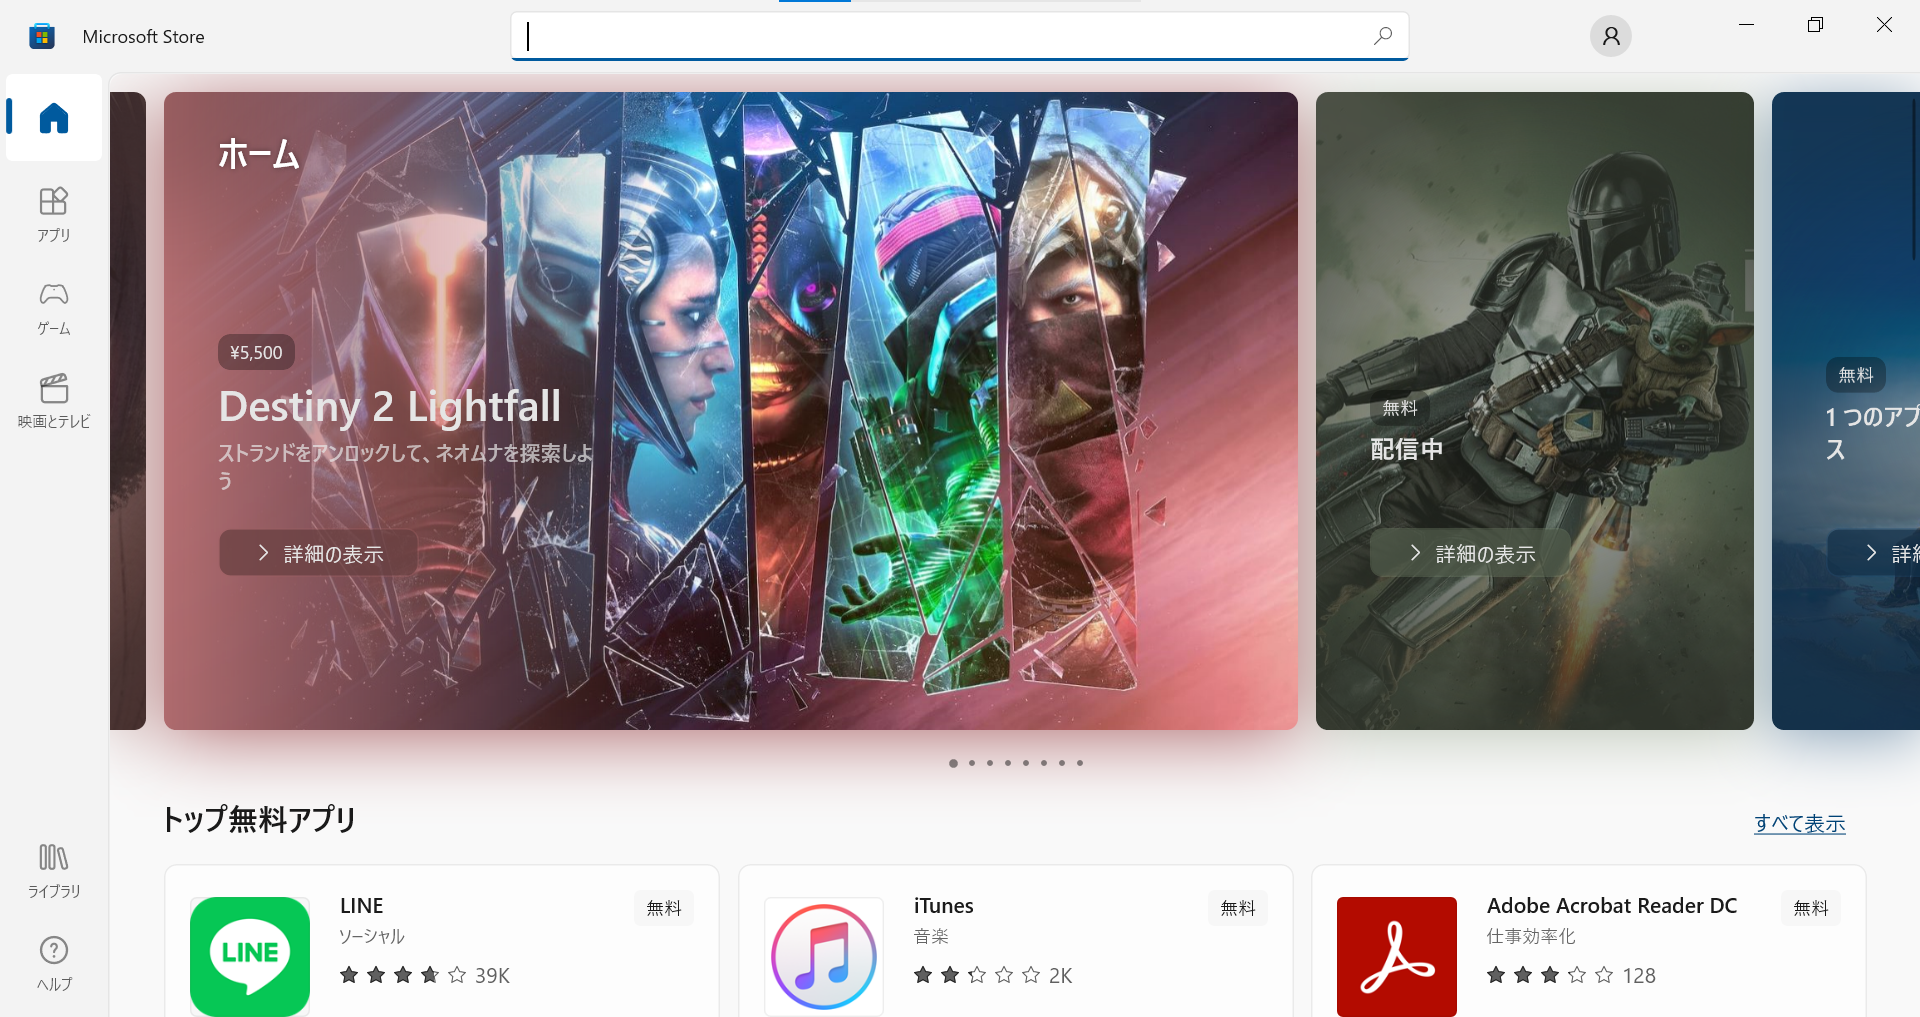 Microsoft Store
アプリ
ゲーム
映画とテレビ
ライブラリ
ヘルプ
ホーム
¥5,500
Destiny 2 Lightfall
ストランドをアンロックして、ネオムナを探索しよ
う
詳細の表示
無料
配信中
詳細の表示
無料
1 つのアプ
ス
詳細
トップ無料アプリ
すべて表示
LINE
LINE
ソーシャル
39K
無料
iTunes
音楽
2K
無料
Adobe Acrobat Reader DC
仕事効率化
128
無料